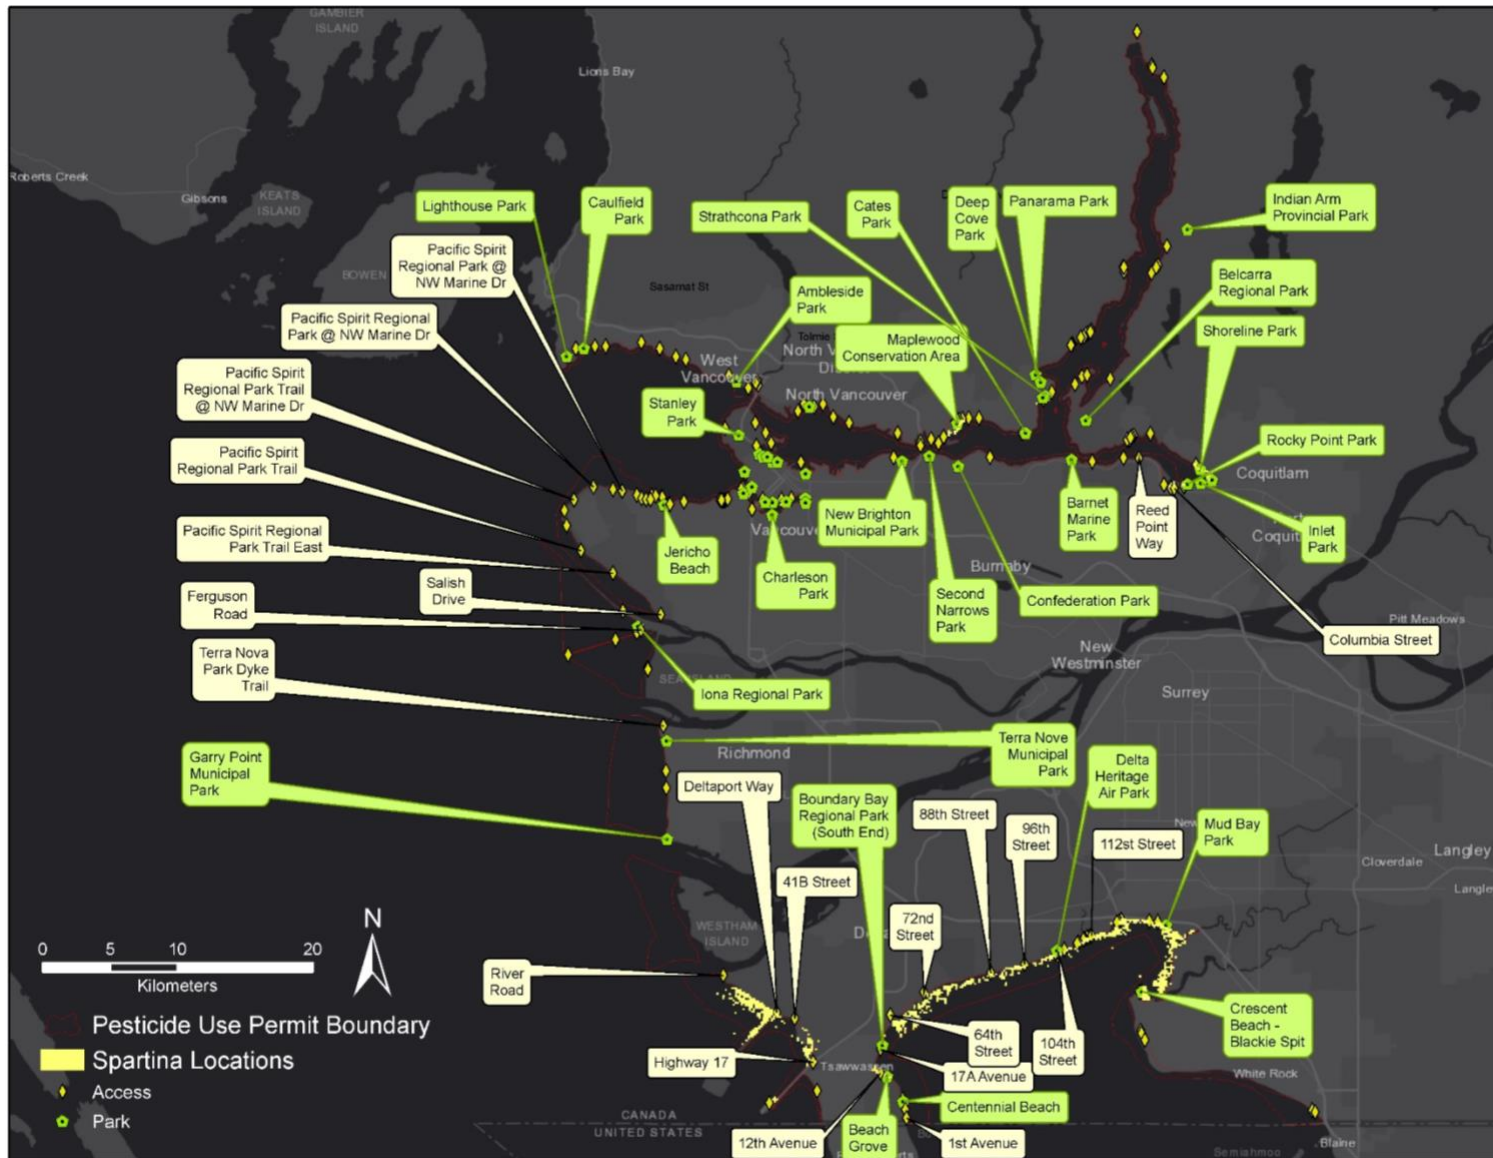 GAMBIER
ISLAND
Lions Bay
Roberts Creek
Gibsons
KEATS
ISLAND
BOWEN
Lighthouse Park
Caulfield
Park
Pacific Spirit
Regional Park @
NW Marine Dr
Pacific Spirit Regional
Park @ NW Marine Dr
Pacific Spirit
Regional Park Trail
@ NW Marine Dr
Pacific Spirit
Regional Park Trail
Pacific Spirit Regional
Park Trail East
Ferguson
Road
Salish
Drive
Terra Nova
Park Dyke
Trail
Garry Point
Municipal
Park
Strathcona Park
Cates
Park
Deep
Cove
Park
Panarama Park
Indian Arm
Provincial Park
Sasamat St
Ambleside
Park
Belcarra
Regional Park
Shoreline Park
Maplewood
Conservation Area
West
Vancouver
North Vancouver
Stanley
Park
Rocky Point Park
Coquitlam
Jericho
Beach
Charleson
Park
New Brighton
Municipal Park
Second
Narrows
Park
Burnaby
Barnet
Marine
Park
Reed
Point
Way
Inlet
Park
Confederation Park
Columbia Street
Pitt Meadows
New
Westminster
Surrey
Iona Regional Park
Richmond
Terra Nove
Municipal
Park
Deltaport Way
41B Street
Boundary Bay
Regional Park
(South End)
88th Street
96th
Street
Delta
Heritage
Air Park
112st Street
Mud Bay
Park
Langley
Cloverdale
72nd
Street
WESTHAM
ISLAND
River
Road
Highway 17
Tsawwassen
64th
Street
104th
Street
17A Avenue
Crescent
Beach -
Blackie Spit
White Rock
Centennial Beach
12th Avenue
Beach
Grove
1st Avenue
CANADA
UNITED STATES
Blaine
Semiahmoo
N
0 5 10 20
Kilometers
Pesticide Use Permit Boundary
Spartina Locations
Access
Park